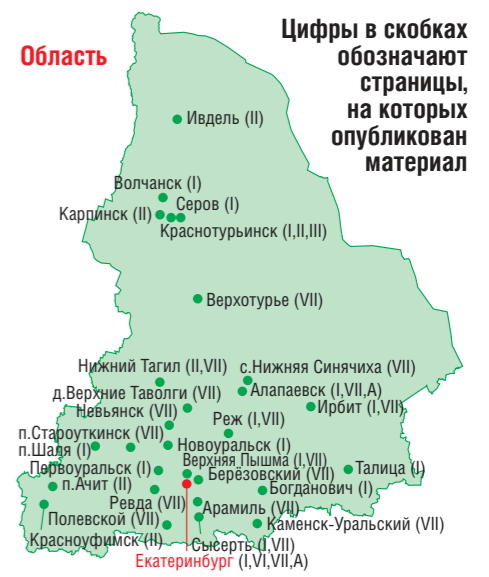 Область
Цифры в скобках
обозначают
страницы,
на которых
опубликован
материал
Ивдель (II)
Волчанск (I)
Серов (I)
Карпинск (II)
Краснотурьинск (I,II,III)
Верхотурье (VII)
Нижний Тагил (II,VII)
с.Нижняя Синячиха (VII)
д.Верхние Таволги (VII)
Алапаевск (I,VII,А)
Невьянск (VII)
Ирбит (I,VII)
Реж (I,VII)
п.Староуткинск (VII)
Новоуральск (I)
п.Шаля (I)
Верхняя Пышма (I,VII)
Первоуральск (I)
Берёзовский (VII)
Талица (I)
п.Ачит (II)
Богданович (I)
Ревда (VII)
Арамиль (VII)
Полевской (VII)
Каменск-Уральский (VII)
Красноуфимск (II)
Сысерть (I,VII)
Екатеринбург (I,VI,VII,А)